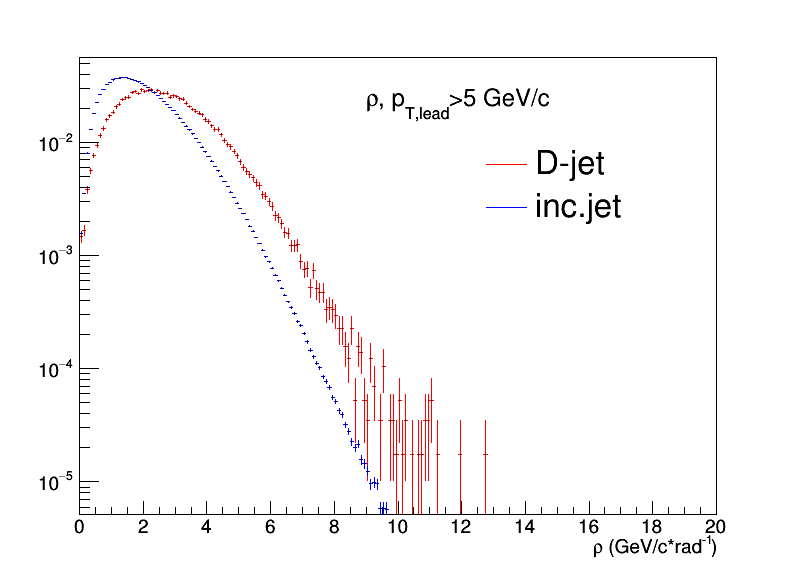 ρ, p_T,lead>5 GeV/c
D-jet
inc.jet
10⁻²
10⁻³
10⁻⁴
10⁻⁵
0 2 4 6 8 10 12 14 16 18 20
ρ (GeV/c*rad⁻¹)